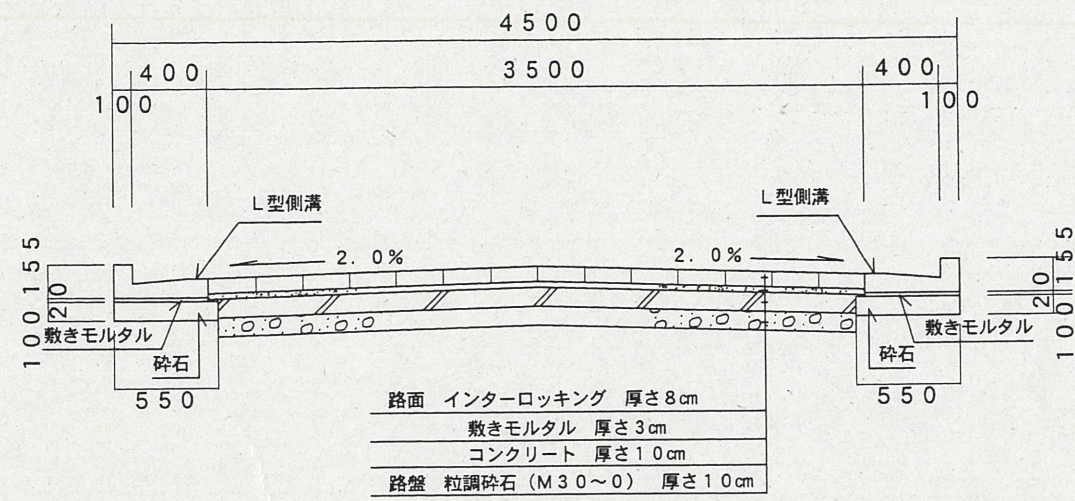 4500
400
3500
400
100
100
L型側溝
L型側溝
2.0%
2.0%
155
20
100
155
20
100
敷きモルタル
敷きモルタル
砕石
砕石
550
550
路面 インターロッキング 厚さ8cm
敷きモルタル 厚さ3cm
コンクリート 厚さ10cm
路盤 粒調砕石(M30~0) 厚さ10cm